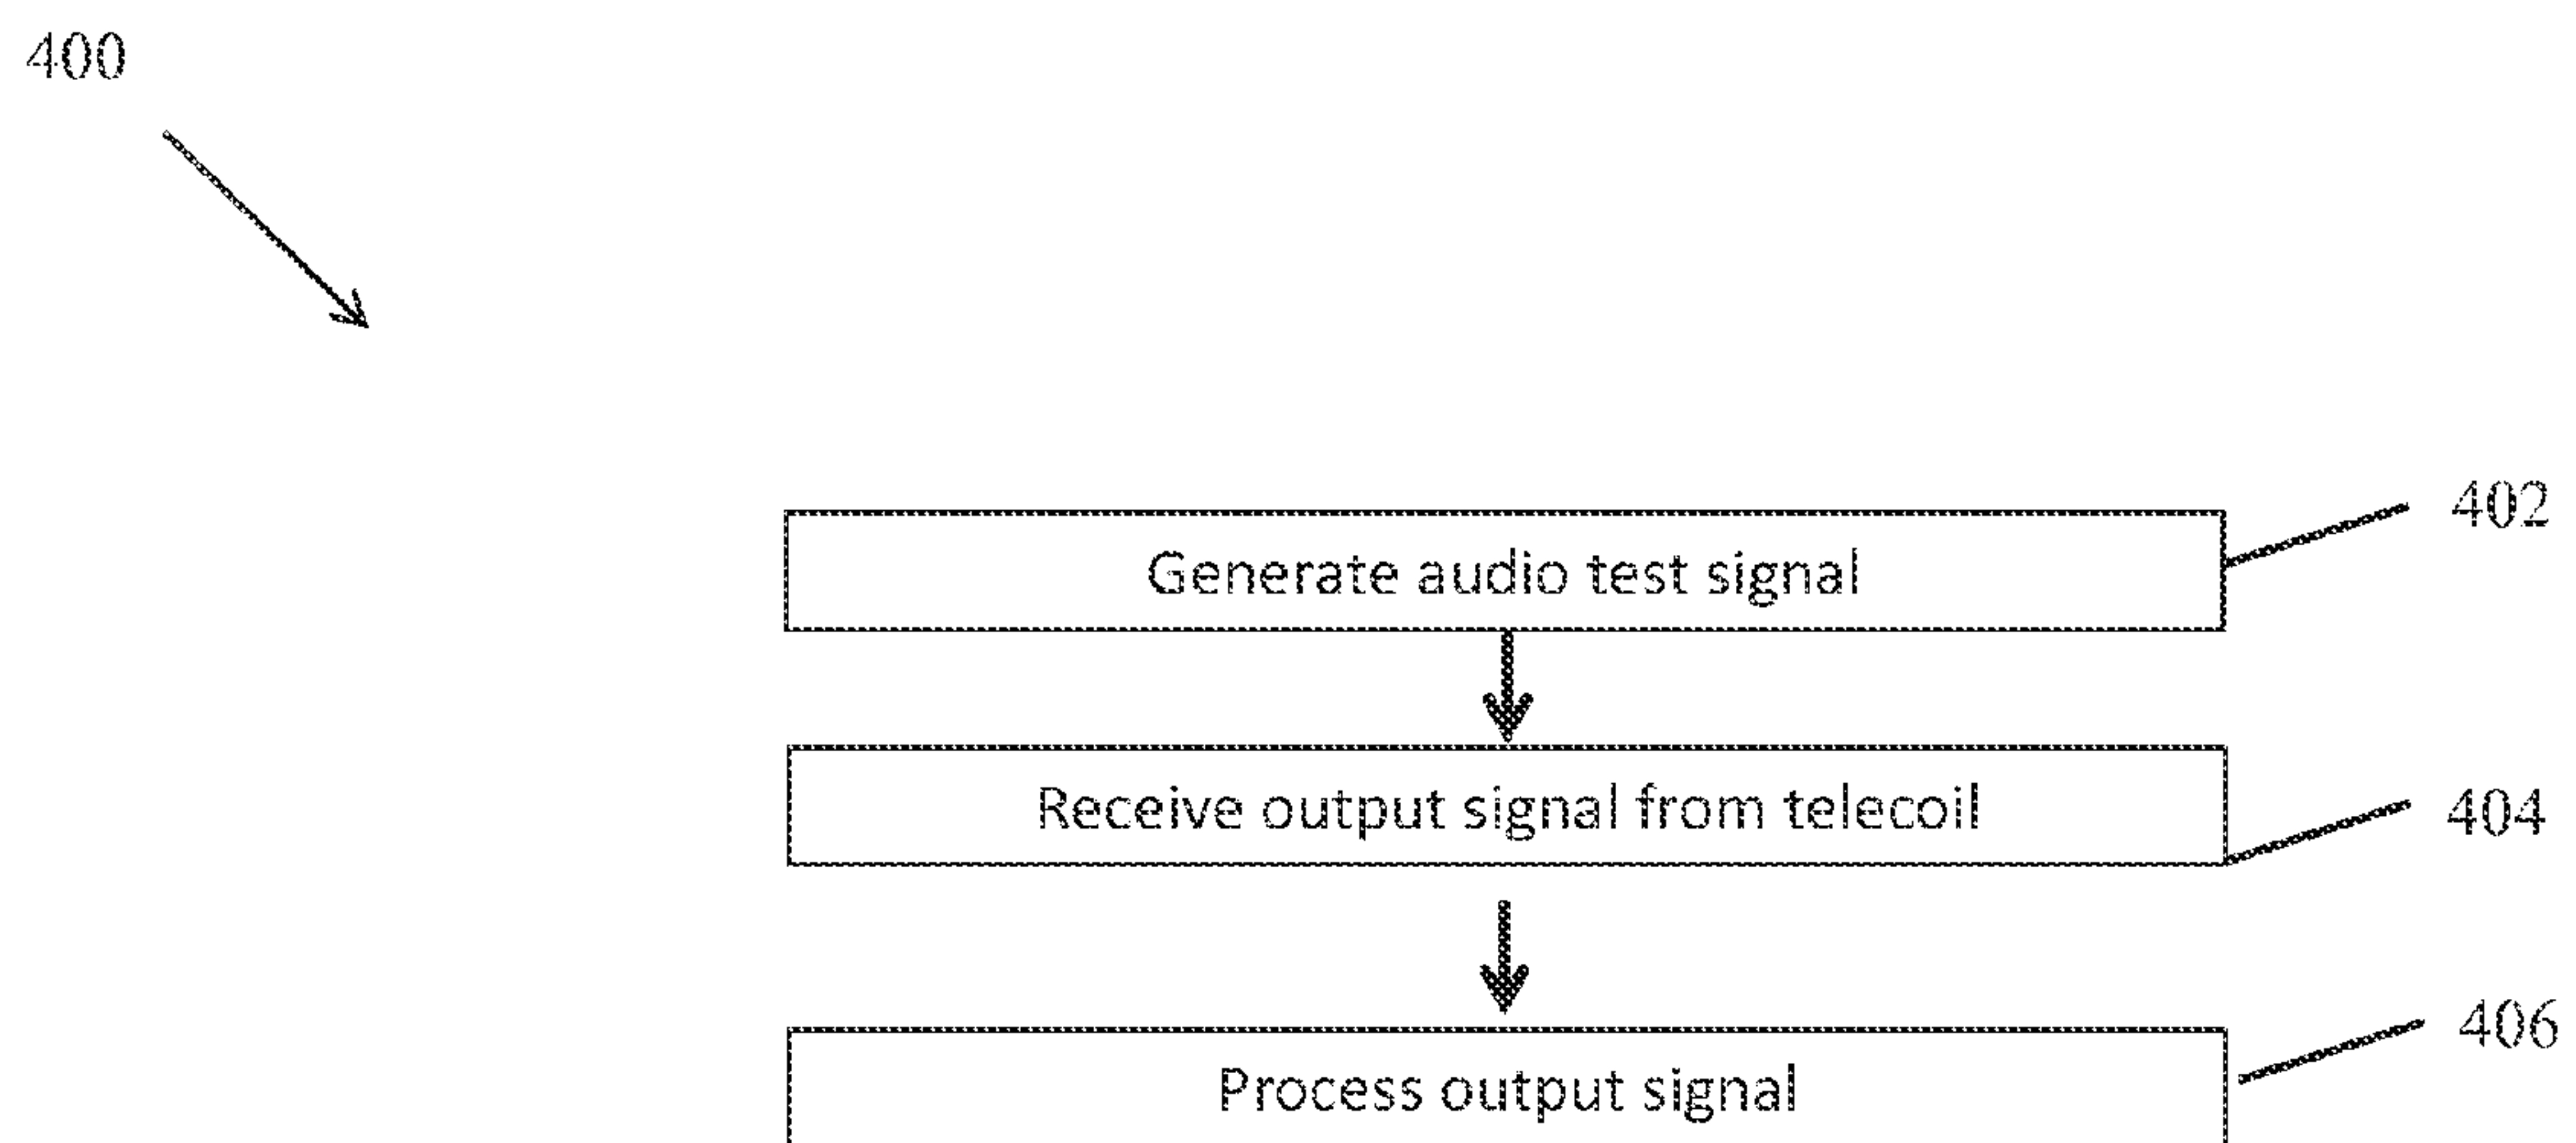 400
402
Generate audio test signal
Receive output signal from telecoil
404
406
Process output signal